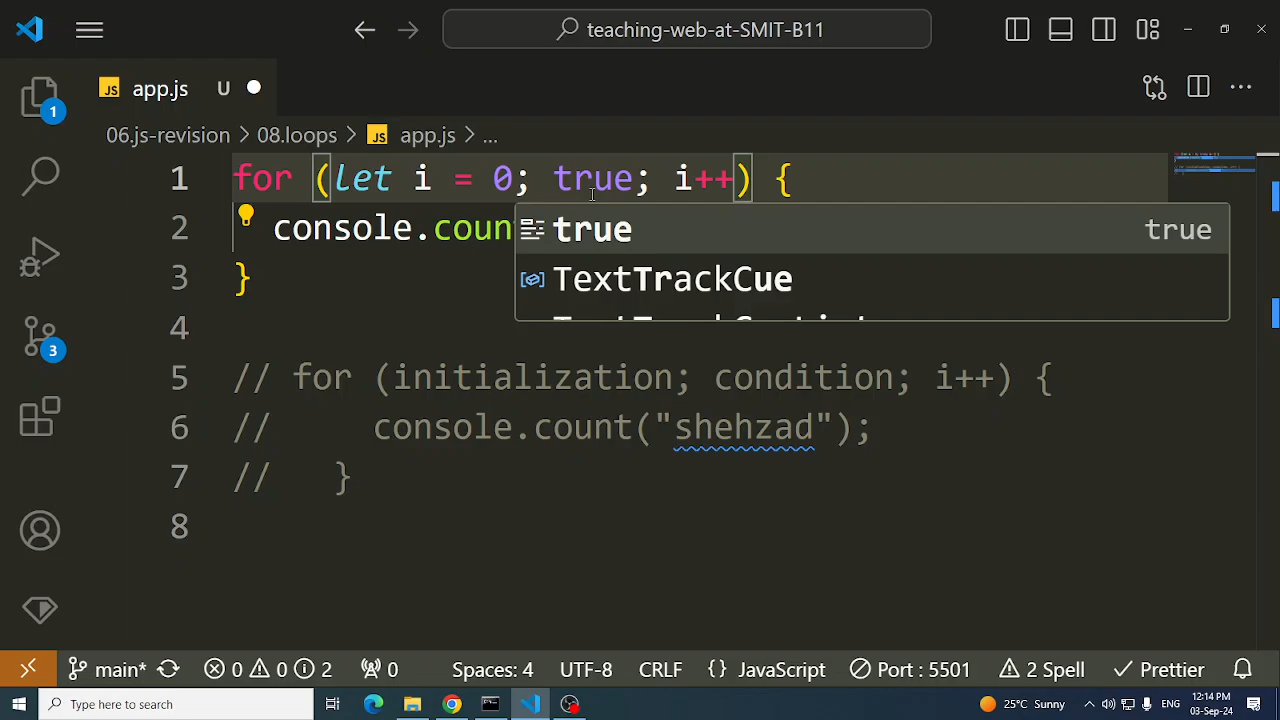 teaching-web-at-SMIT-B11
JS app.js U
06.js-revision > 08.loops > JS app.js > ...
1 for (let i = 0; true; i++) {
2 console.count
3 }
4
5 // for (initialization; condition; i++) {
6 // console.count("shehzad");
7 // }
8
true true
TextTrackCue
1
3
main* 0 0 2 0 Spaces: 4 UTF-8 CRLF {} JavaScript Port : 5501 2 Spell Prettier
Type here to search 25°C Sunny ENG 12:14 PM
03-Sep-24